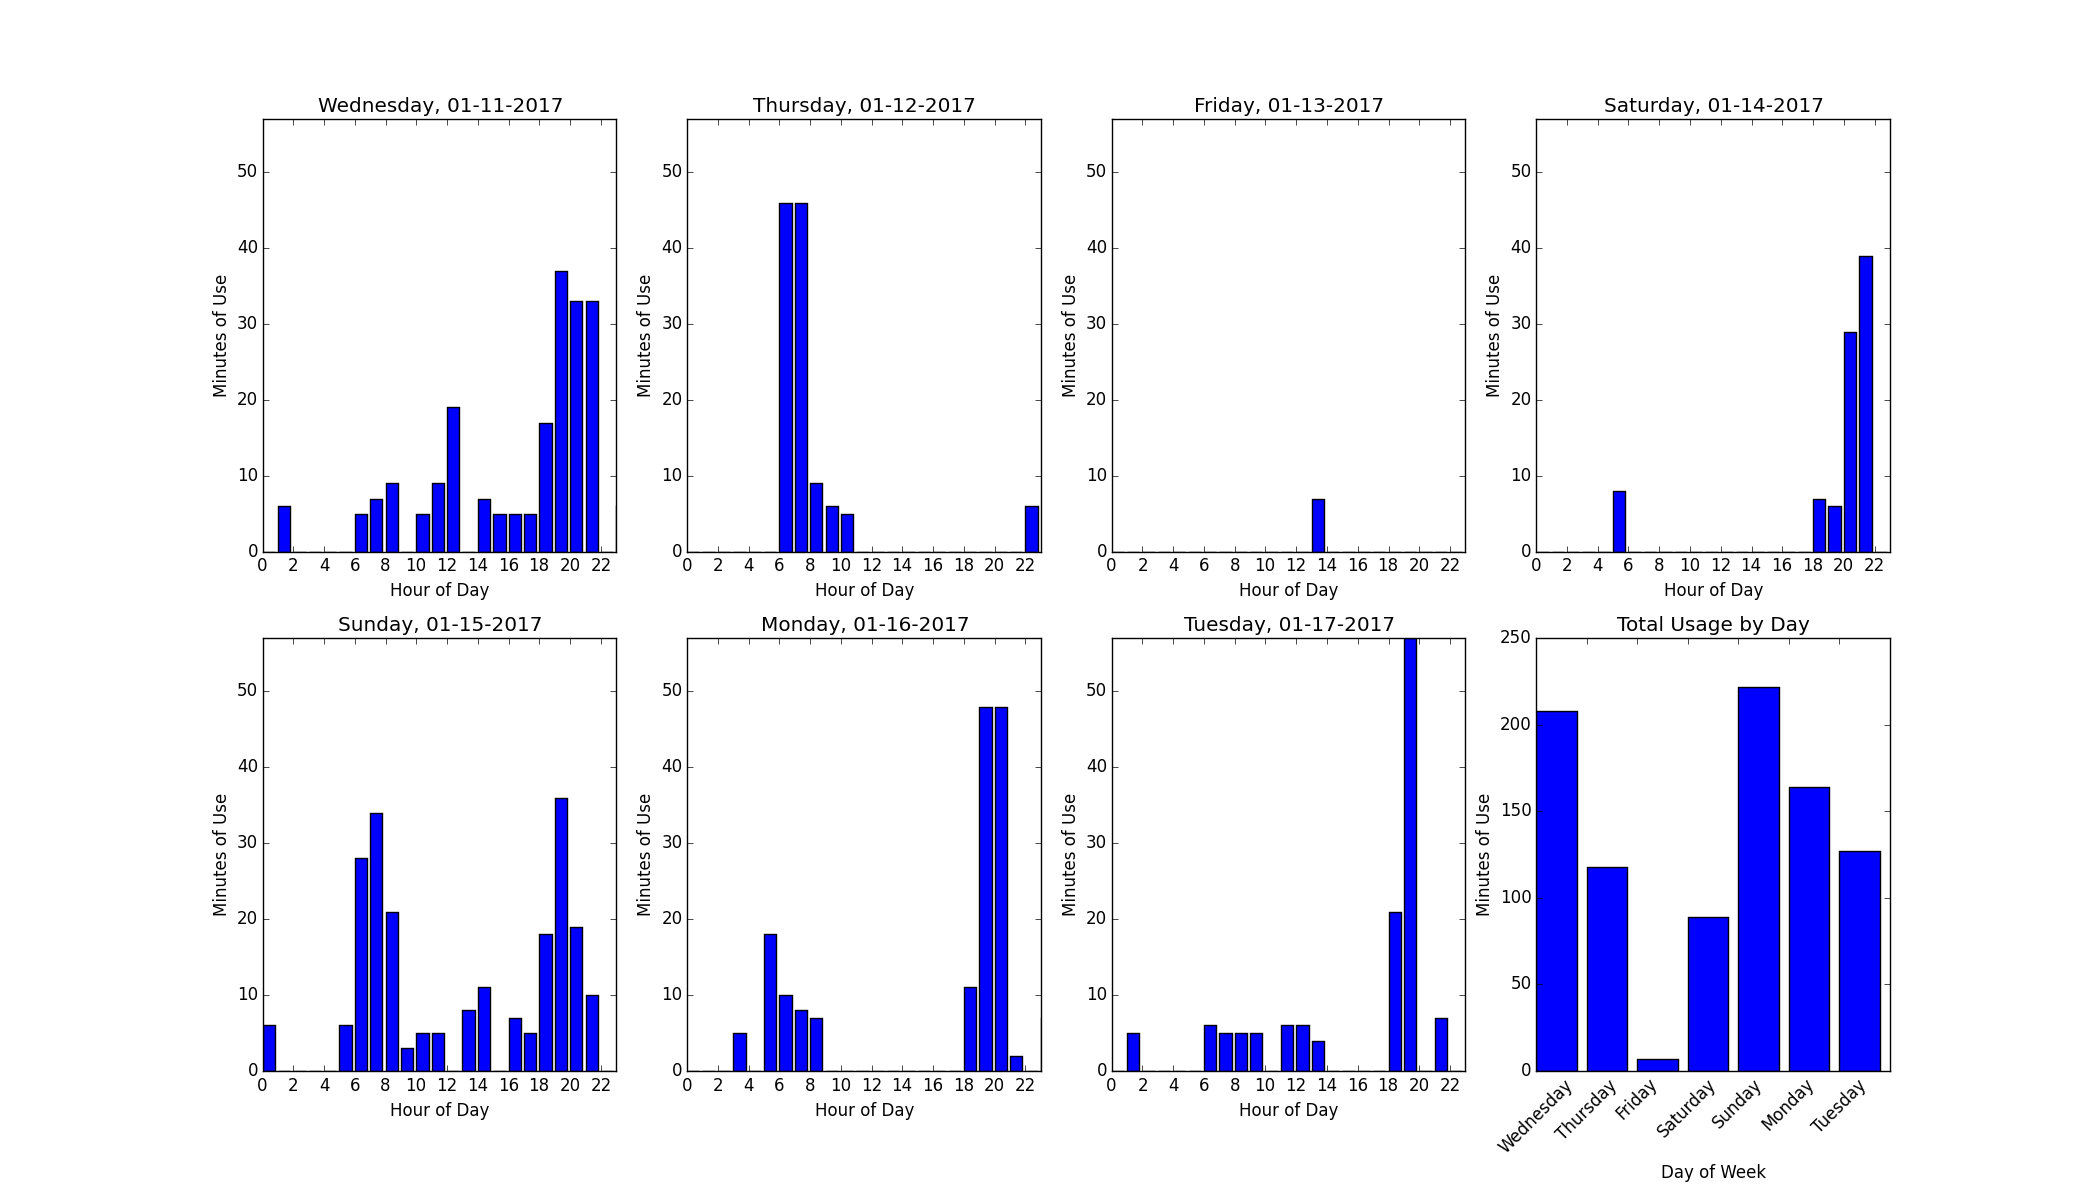 Wednesday, 01-11-2017
50
40
30
20
10
0
Minutes of Use
0 2 4 6 8 10 12 14 16 18 20 22
Hour of Day
Thursday, 01-12-2017
50
40
30
20
10
0
Minutes of Use
0 2 4 6 8 10 12 14 16 18 20 22
Hour of Day
Friday, 01-13-2017
50
40
30
20
10
0
Minutes of Use
0 2 4 6 8 10 12 14 16 18 20 22
Hour of Day
Saturday, 01-14-2017
50
40
30
20
10
0
Minutes of Use
0 2 4 6 8 10 12 14 16 18 20 22
Hour of Day
Sunday, 01-15-2017
50
40
30
20
10
0
Minutes of Use
0 2 4 6 8 10 12 14 16 18 20 22
Hour of Day
Monday, 01-16-2017
50
40
30
20
10
0
Minutes of Use
0 2 4 6 8 10 12 14 16 18 20 22
Hour of Day
Tuesday, 01-17-2017
50
40
30
20
10
0
Minutes of Use
0 2 4 6 8 10 12 14 16 18 20 22
Hour of Day
Total Usage by Day
250
200
150
100
50
0
Minutes of Use
Wednesday
Thursday
Friday
Saturday
Sunday
Monday
Tuesday
Day of Week